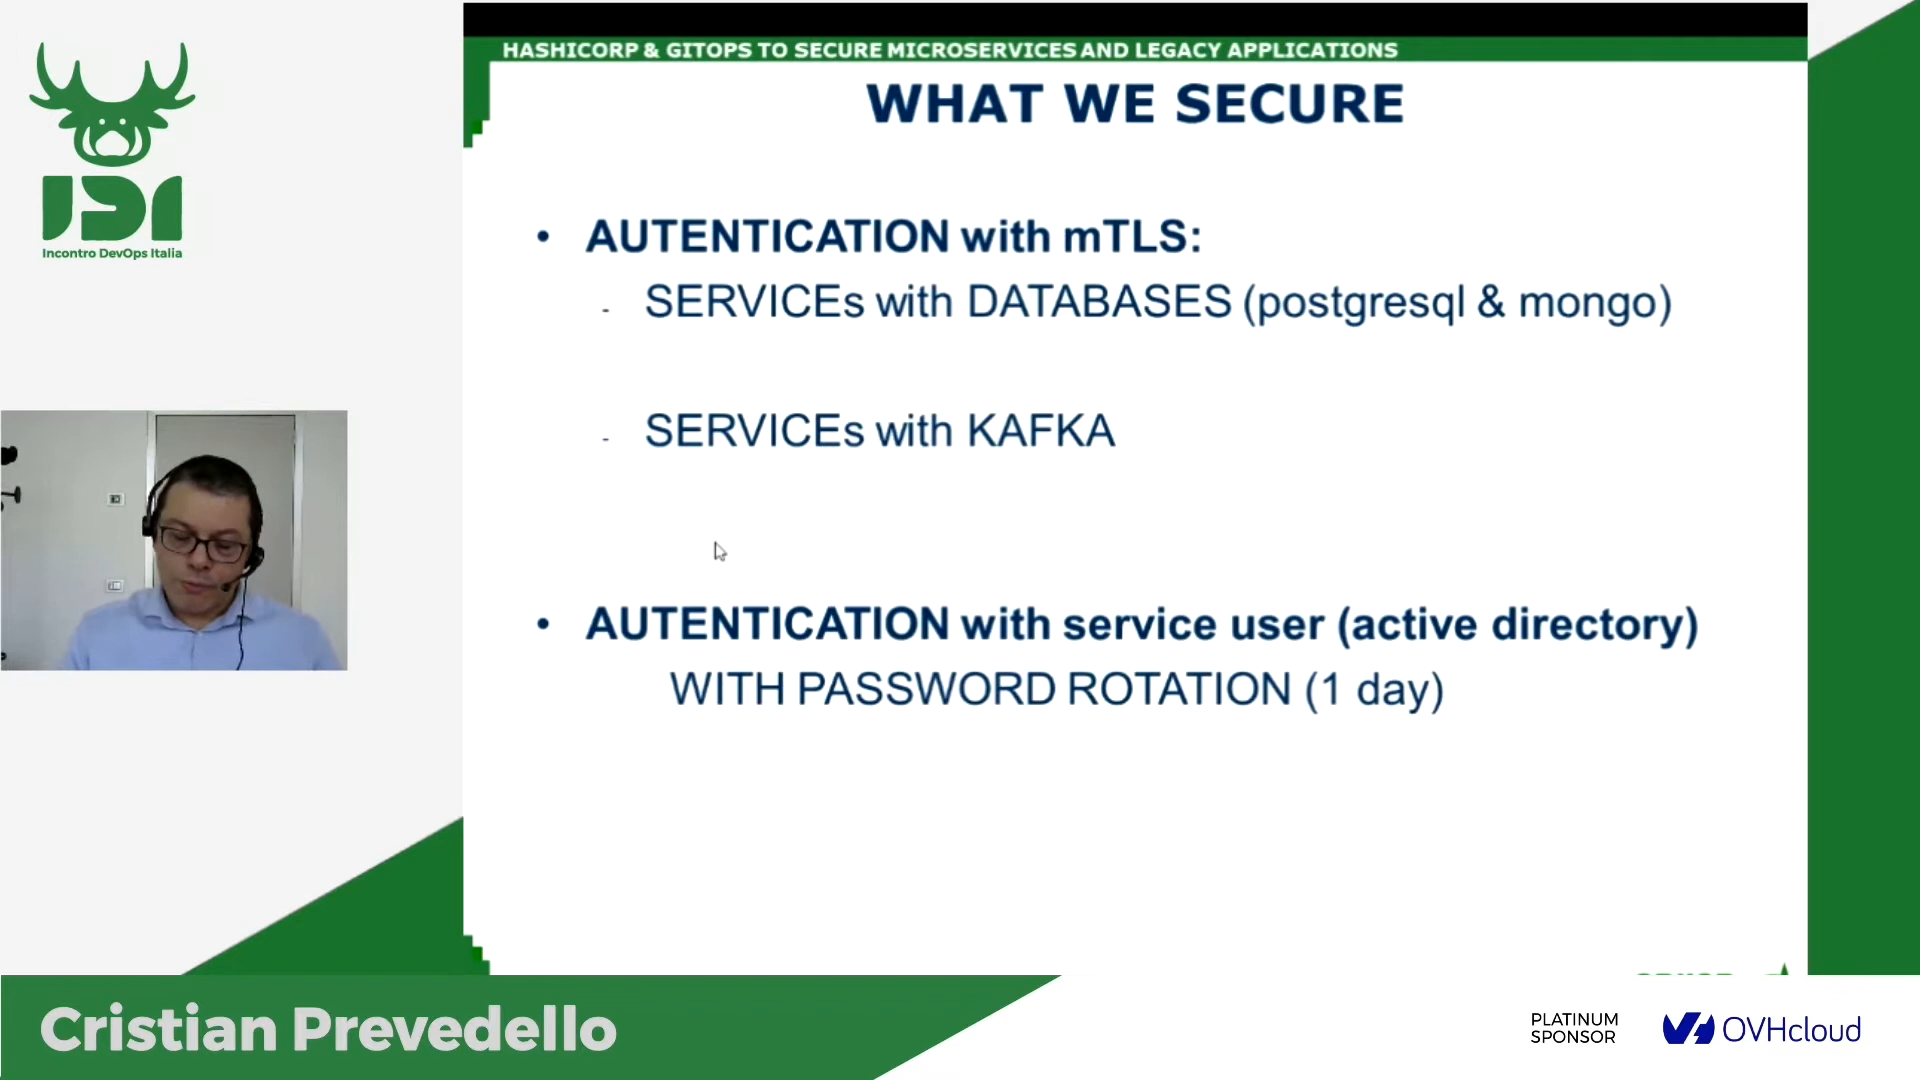 HASHICORP & GITOPS TO SECURE MICROSERVICES AND LEGACY APPLICATIONS
WHAT WE SECURE
IDI
Incontro DevOps Italia
• AUTENTICATION with mTLS:
- SERVICEs with DATABASES (postgresql & mongo)
- SERVICEs with KAFKA
• AUTENTICATION with service user (active directory)
WITH PASSWORD ROTATION (1 day)
Cristian Prevedello
PLATINUM
SPONSOR
OVHcloud